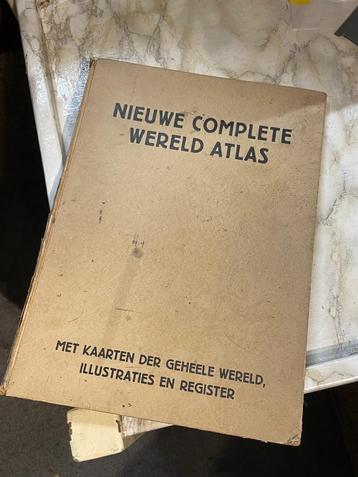 NIEUWE COMPLETE
WERELD ATLAS
MET KAARTEN DER GEHEELE WERELD,
ILLUSTRATIES EN REGISTER